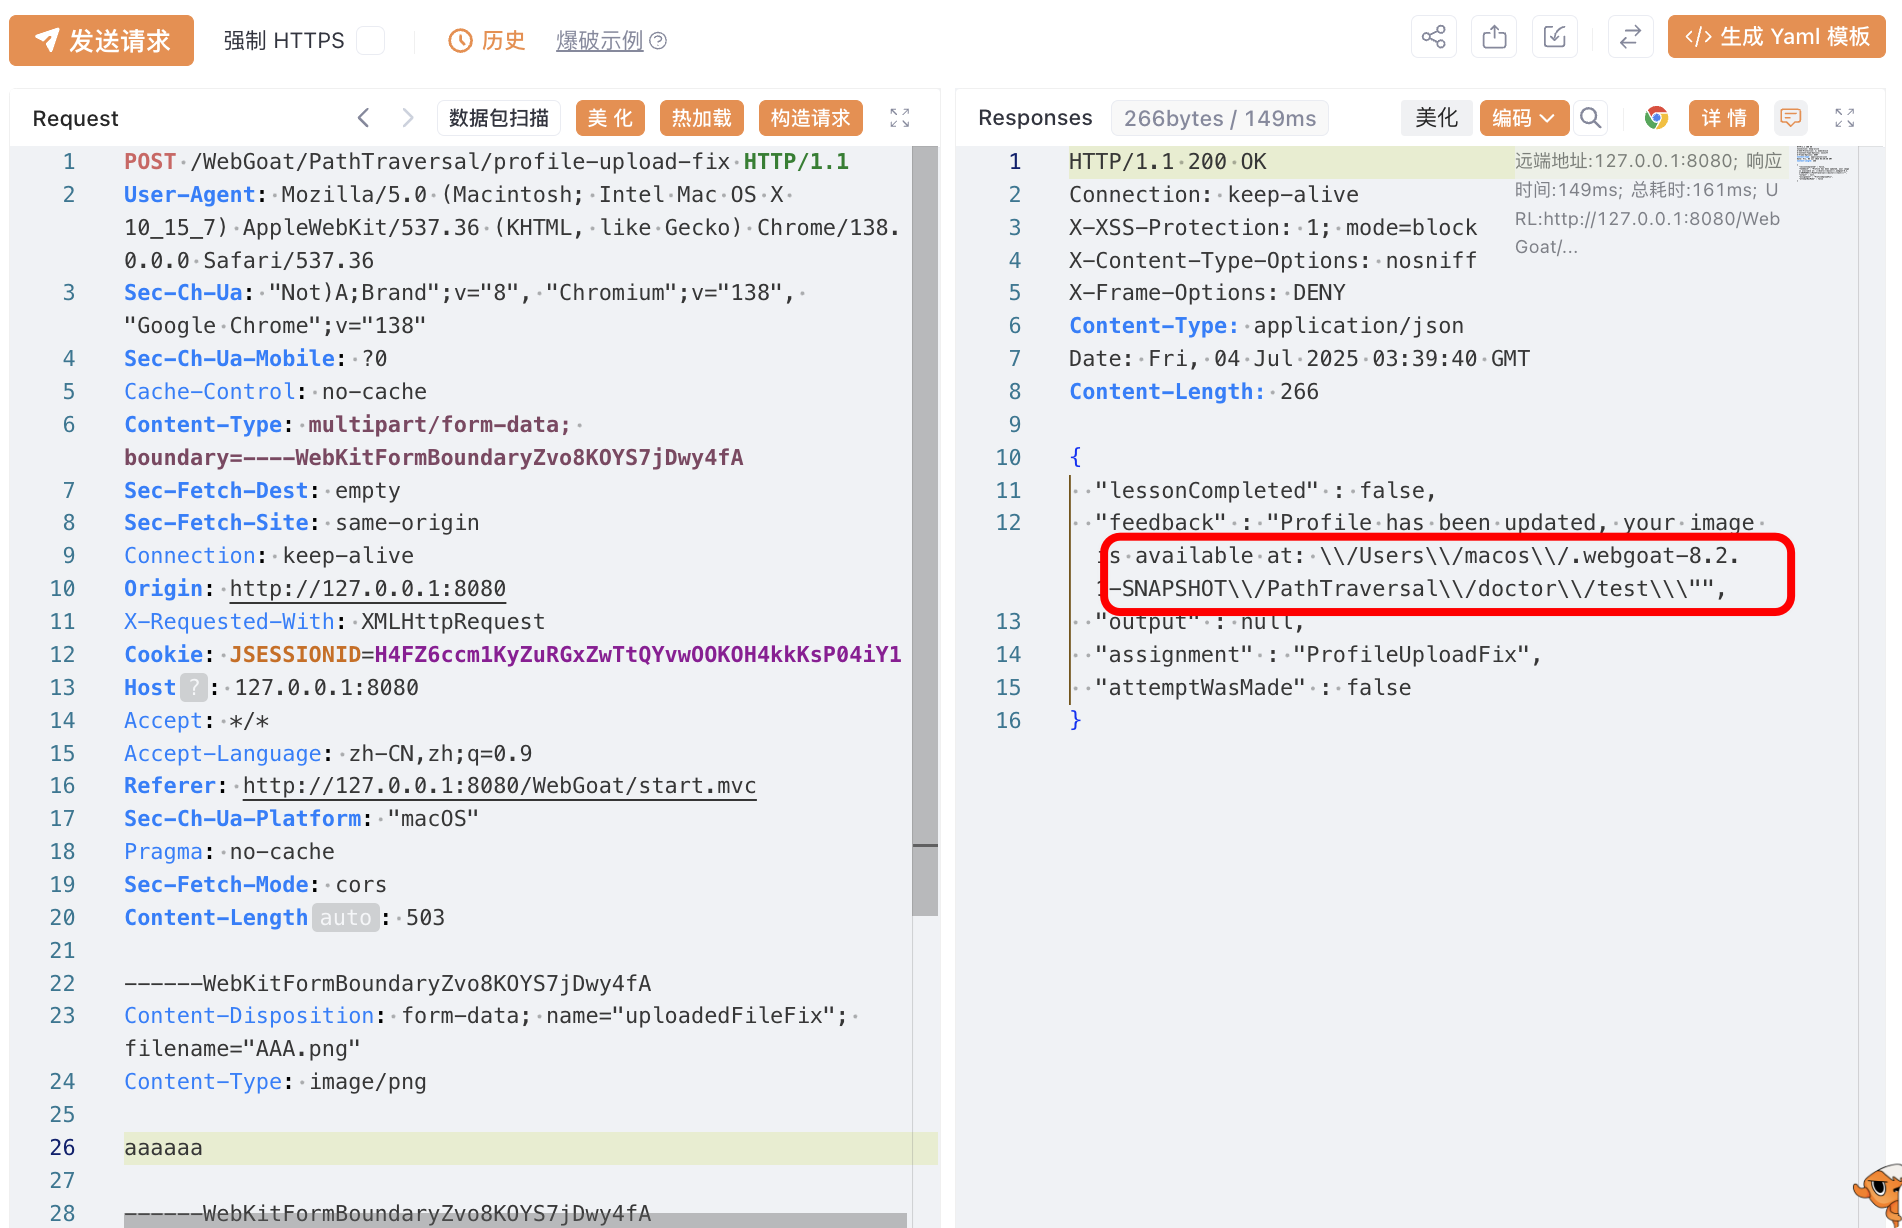 发送请求 强制 HTTPS 历史 爆破示例 生成 Yaml 模板
Request 数据包扫描 美 化 热加载 构造请求
1 POST /WebGoat/PathTraversal/profile-upload-fix HTTP/1.1
2 User-Agent: Mozilla/5.0 (Macintosh; Intel Mac OS X
10_15_7) AppleWebKit/537.36 (KHTML, like Gecko) Chrome/138.
0.0.0 Safari/537.36
3 Sec-Ch-Ua: "Not)A;Brand";v="8", "Chromium";v="138",
"Google Chrome";v="138"
4 Sec-Ch-Ua-Mobile: ?0
5 Cache-Control: no-cache
6 Content-Type: multipart/form-data;
boundary=----WebKitFormBoundaryZvo8KOYS7jDwy4fA
7 Sec-Fetch-Dest: empty
8 Sec-Fetch-Site: same-origin
9 Connection: keep-alive
10 Origin: http://127.0.0.1:8080
11 X-Requested-With: XMLHttpRequest
12 Cookie: JSESSIONID=H4FZ6ccm1KyZuRGxZwTtQYvwOOKOH4kkKsP04iY1
13 Host ? : 127.0.0.1:8080
14 Accept: */*
15 Accept-Language: zh-CN,zh;q=0.9
16 Referer: http://127.0.0.1:8080/WebGoat/start.mvc
17 Sec-Ch-Ua-Platform: "macOS"
18 Pragma: no-cache
19 Sec-Fetch-Mode: cors
20 Content-Length auto : 503
21
22 ------WebKitFormBoundaryZvo8KOYS7jDwy4fA
23 Content-Disposition: form-data; name="uploadedFileFix";
filename="AAA.png"
24 Content-Type: image/png
25
26 aaaaaa
27
28 ------WebKitFormBoundaryZvo8KOYS7jDwy4fA
Responses 266bytes / 149ms 美化 编码 详 情
1 HTTP/1.1 200 OK
2 Connection: keep-alive
3 X-XSS-Protection: 1; mode=block
4 X-Content-Type-Options: nosniff
5 X-Frame-Options: DENY
6 Content-Type: application/json
7 Date: Fri, 04 Jul 2025 03:39:40 GMT
8 Content-Length: 266
9
10 {
11 "lessonCompleted" : false,
12 "feedback" : "Profile has been updated, your image
is available at: \\/Users\\/macos\\/.webgoat-8.2.
1-SNAPSHOT\\/PathTraversal\\/doctor\\/test\\\"",
13 "output" : null,
14 "assignment" : "ProfileUploadFix",
15 "attemptWasMade" : false
16 }
远端地址:127.0.0.1:8080; 响应
时间:149ms; 总耗时:161ms; U
RL:http://127.0.0.1:8080/Web
Goat/...